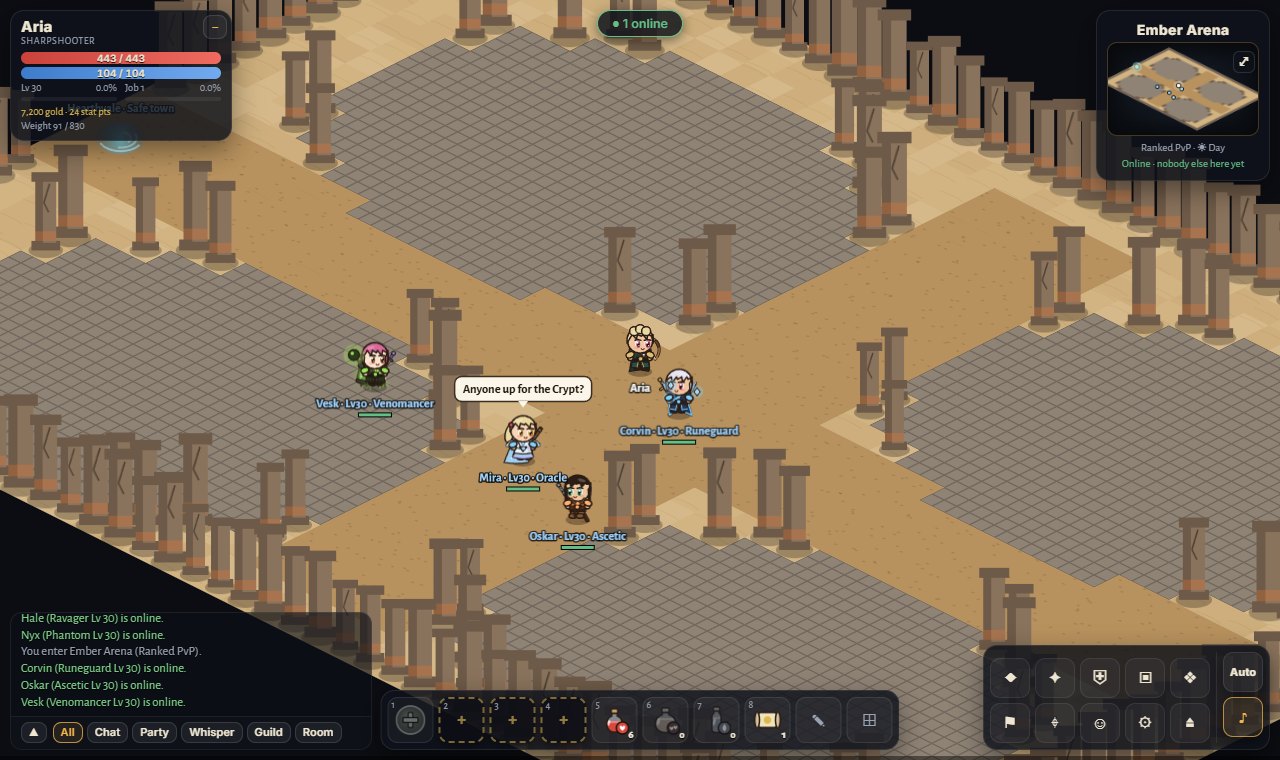 Aria
SHARPSHOOTER
443 / 443
104 / 104
Lv 30 0.0% Job 1 0.0%
Hearthvale · Safe town
7,200 gold · 24 stat pts
Weight 91 / 830
1 online
Ember Arena
Ranked PvP · ☀ Day
Online · nobody else here yet
Vesk · Lv30 · Venomancer
Anyone up for the Crypt?
Aria
Corvin · Lv30 · Runeguard
Mira · Lv30 · Oracle
Oskar · Lv30 · Ascetic
Hale (Ravager Lv 30) is online.
Nyx (Phantom Lv 30) is online.
You enter Ember Arena (Ranked PvP).
Corvin (Runeguard Lv 30) is online.
Oskar (Ascetic Lv 30) is online.
Vesk (Venomancer Lv 30) is online.
All Chat Party Whisper Guild Room
1 2 3 4 5 6 7 8
6 0 0 1
Auto